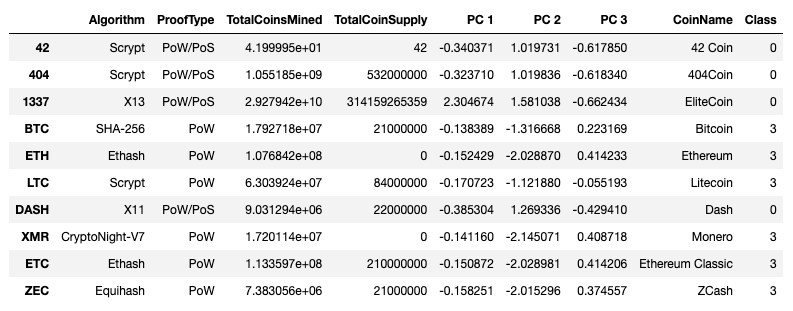 Algorithm ProofType TotalCoinsMined TotalCoinSupply PC 1 PC 2 PC 3 CoinName Class
42 Scrypt PoW/PoS 4.199995e+01 42 -0.340371 1.019731 -0.617850 42 Coin 0
404 Scrypt PoW/PoS 1.055185e+09 532000000 -0.323710 1.019836 -0.618340 404Coin 0
1337 X13 PoW/PoS 2.927942e+10 314159265359 2.304674 1.581038 -0.662434 EliteCoin 0
BTC SHA-256 PoW 1.792718e+07 21000000 -0.138389 -1.316668 0.223169 Bitcoin 3
ETH Ethash PoW 1.076842e+08 0 -0.152429 -2.028870 0.414233 Ethereum 3
LTC Scrypt PoW 6.303924e+07 84000000 -0.170723 -1.121880 -0.055193 Litecoin 3
DASH X11 PoW/PoS 9.031294e+06 22000000 -0.385304 1.269336 -0.429410 Dash 0
XMR CryptoNight-V7 PoW 1.720114e+07 0 -0.141160 -2.145071 0.408718 Monero 3
ETC Ethash PoW 1.133597e+08 210000000 -0.150872 -2.028981 0.414206 Ethereum Classic 3
ZEC Equihash PoW 7.383056e+06 21000000 -0.158251 -2.015296 0.374557 ZCash 3